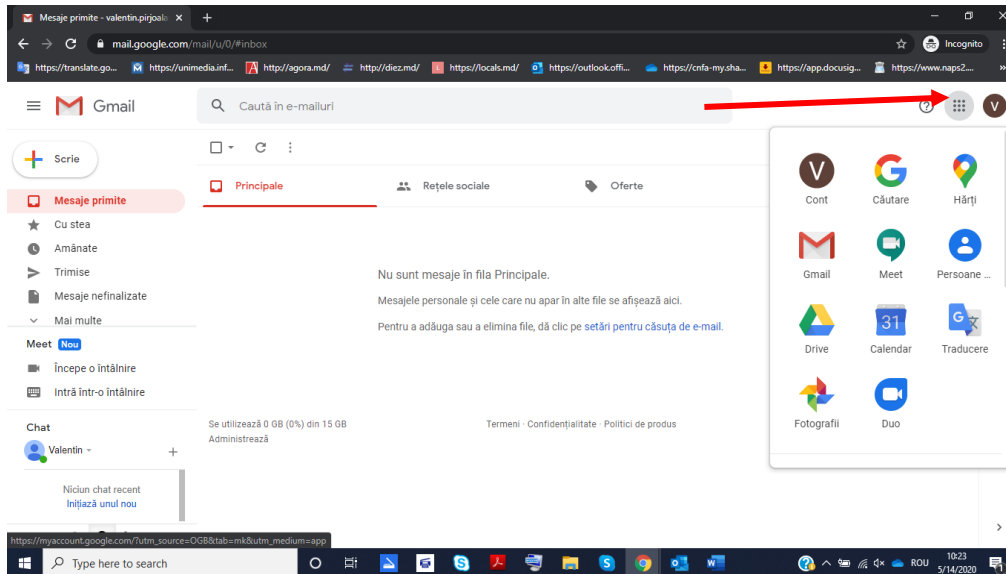 Mesaje primite - valentin.pirjoala
mail.google.com/mail/u/0/#inbox
Incognito
https://translate.go...
https://unimedia.inf...
http://agora.md/
http://diez.md/
https://locals.md/
https://outlook.offi...
https://cnfa-my.sha...
https://app.docusig...
https://www.naps2....
Gmail
Caută în e-mailuri
V
Scrie
Mesaje primite
Cu stea
Amânate
Trimise
Mesaje nefinalizate
Mai multe
Meet Nou
Începe o întâlnire
Intră într-o întâlnire
Chat
Valentin
Niciun chat recent
Inițiază unul nou
Principale
Rețele sociale
Oferte
Nu sunt mesaje în fila Principale.
Mesajele personale și cele care nu apar în alte file se afișează aici.
Pentru a adăuga sau a elimina file, dă clic pe setări pentru căsuța de e-mail.
Se utilizează 0 GB (0%) din 15 GB
Administrează
Termeni · Confidențialitate · Politici de produs
V
Cont
Căutare
Hărți
Gmail
Meet
Persoane ...
Drive
31
Calendar
Traducere
Fotografii
Duo
https://myaccount.google.com/?utm_source=OGB&tab=mk&utm_medium=app
Type here to search
ROU
10:23
5/14/2020